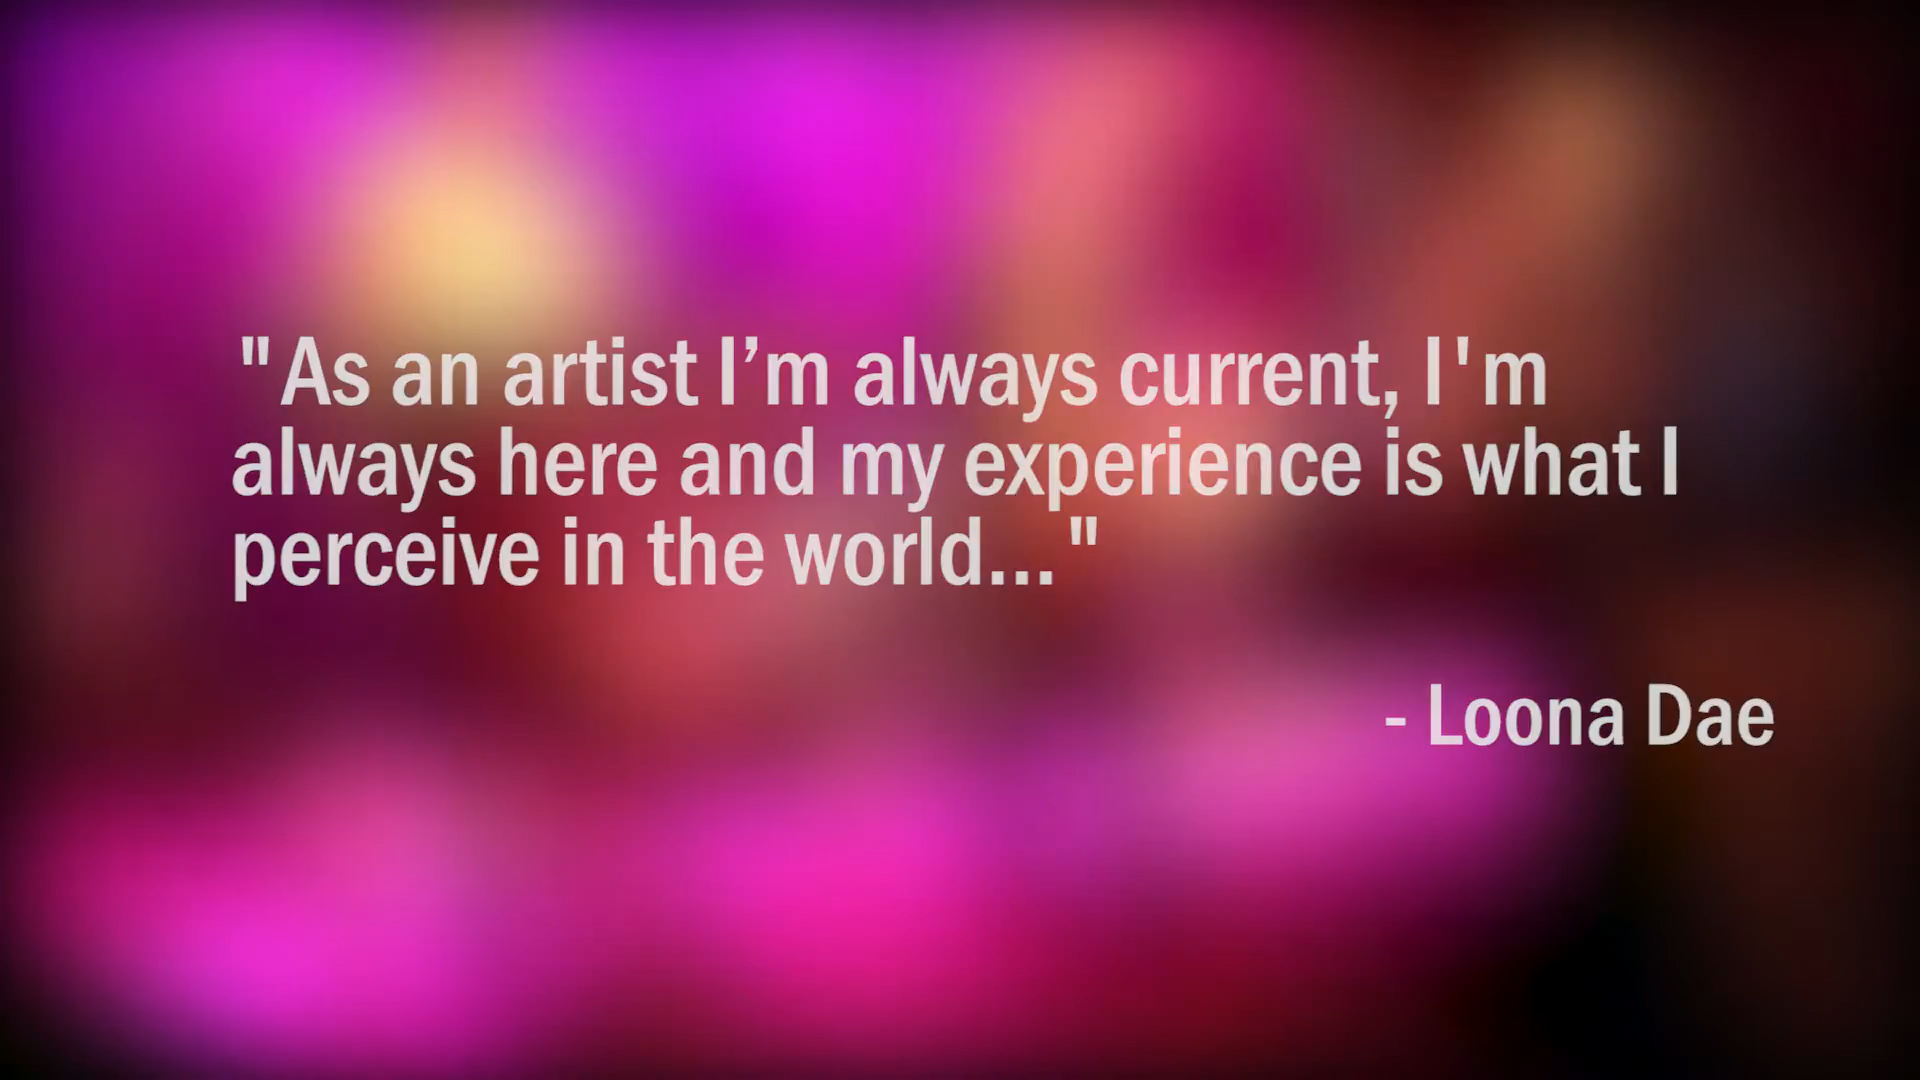 "As an artist I’m always current, I'm
always here and my experience is what I
perceive in the world..."
- Loona Dae